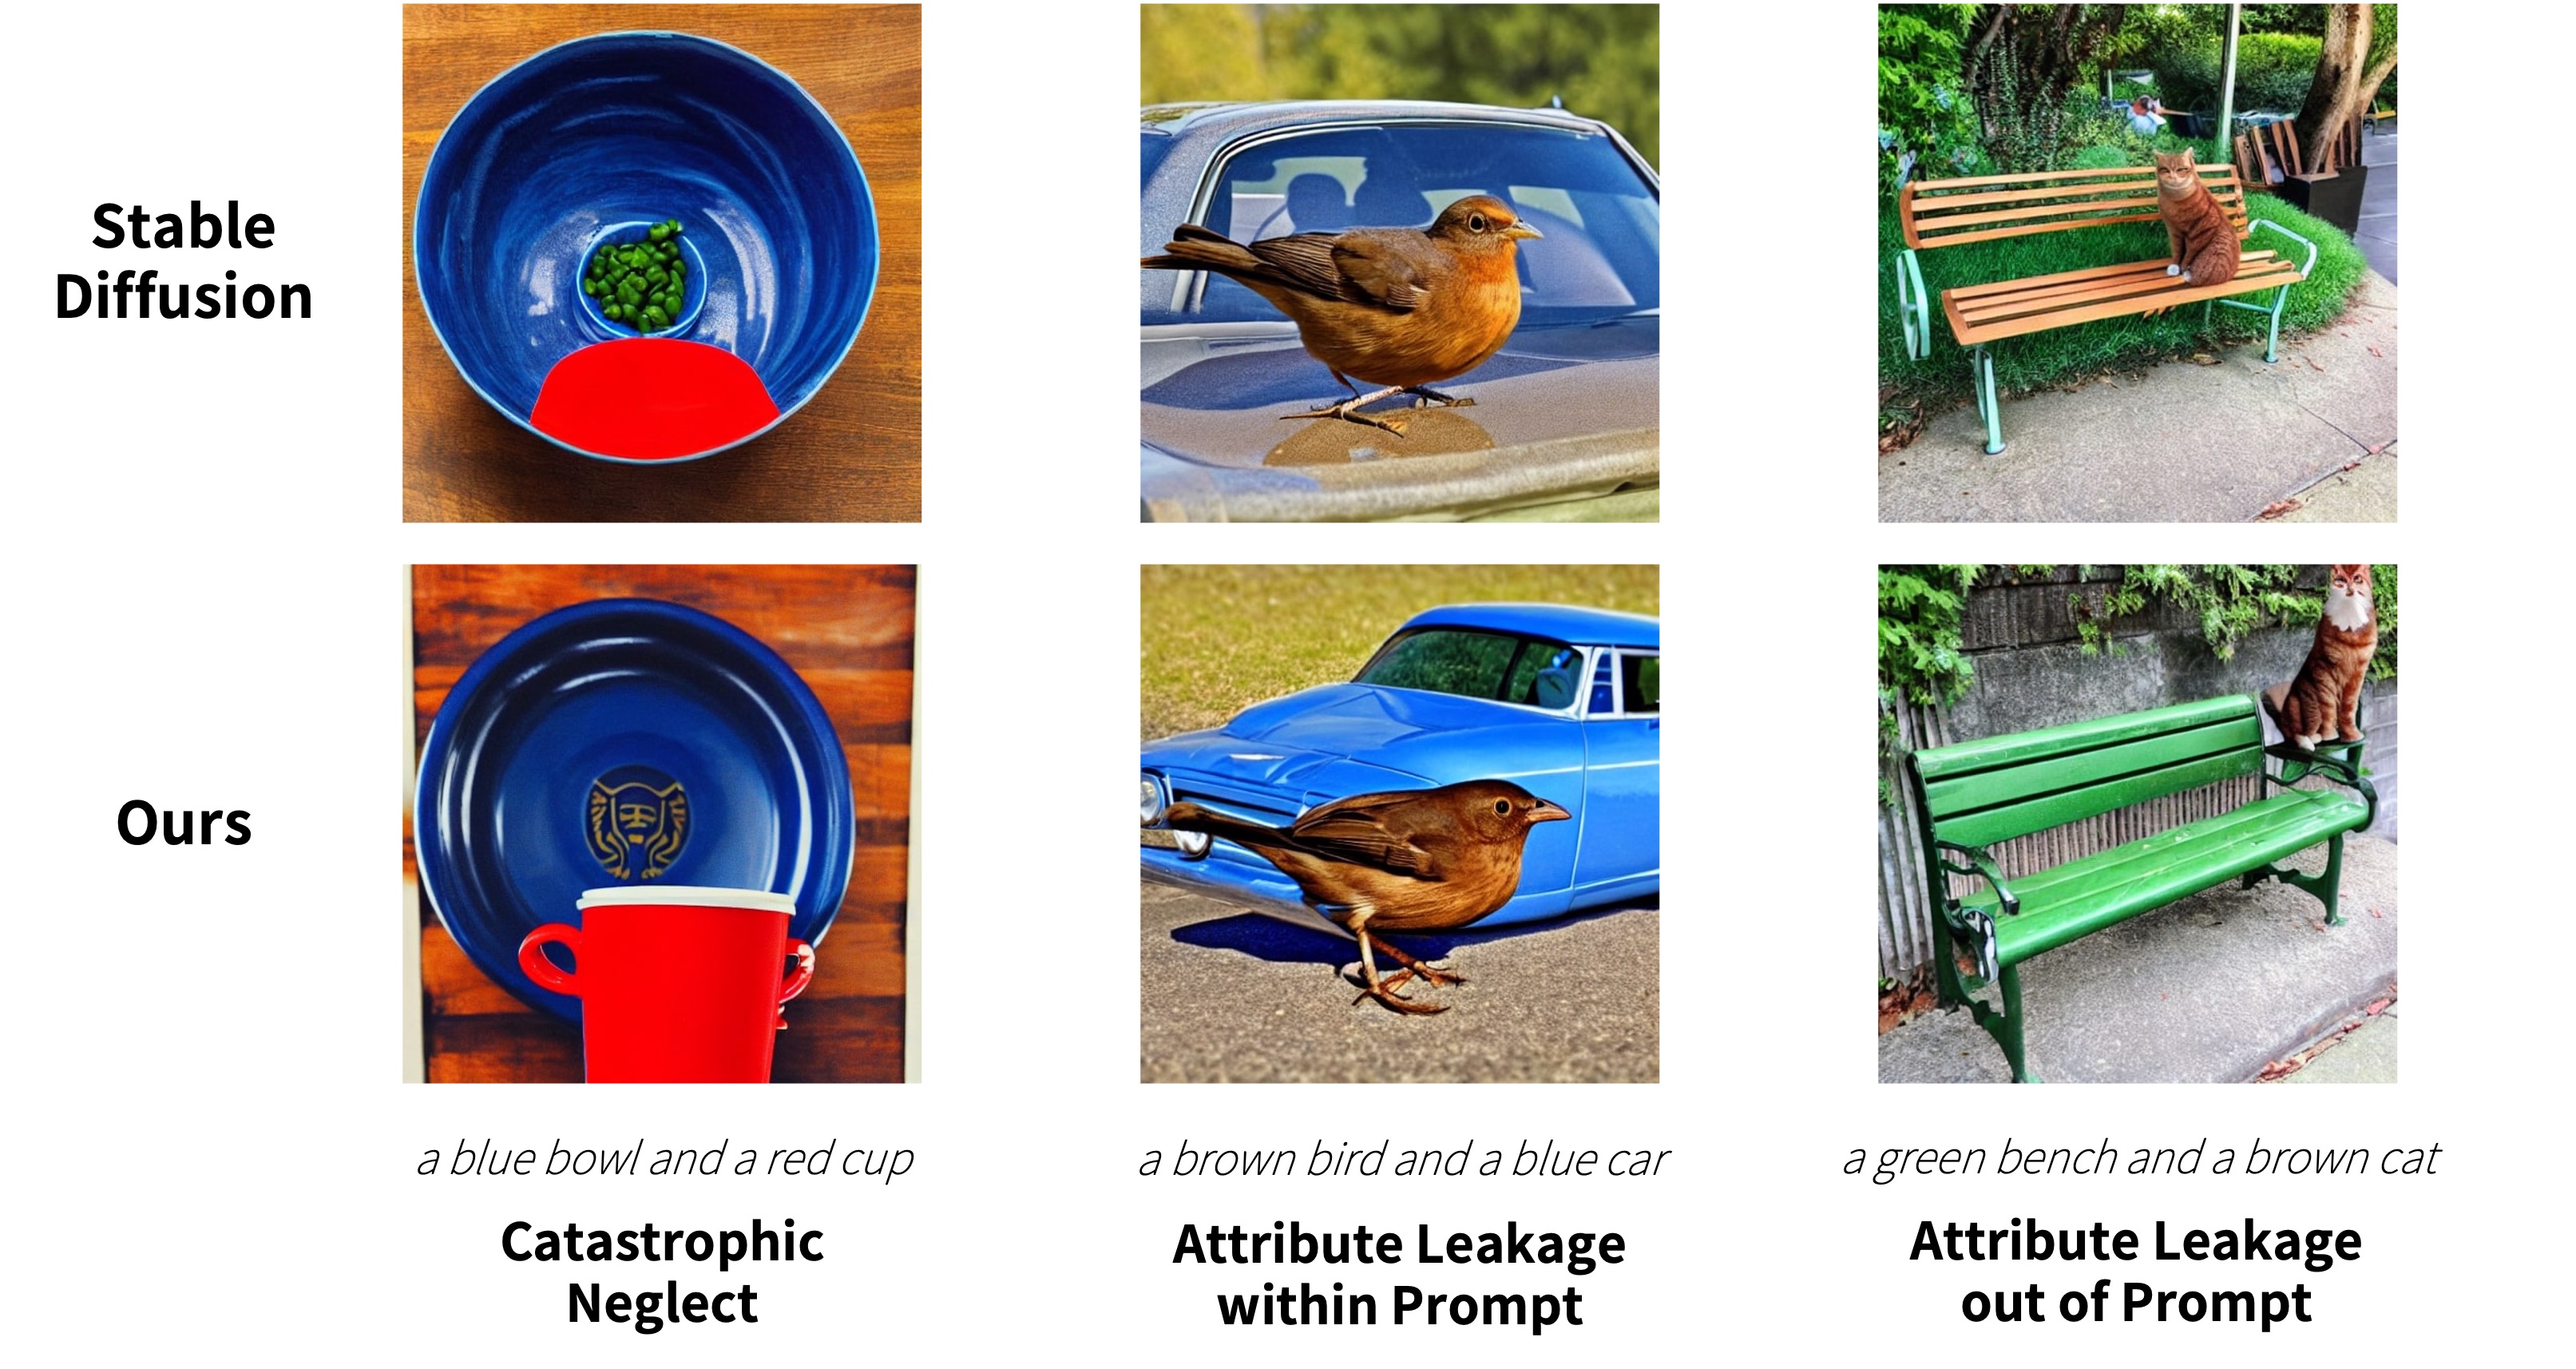 Stable
Diffusion
Ours
a blue bowl and a red cup
a brown bird and a blue car
a green bench and a brown cat
Catastrophic
Neglect
Attribute Leakage
within Prompt
Attribute Leakage
out of Prompt